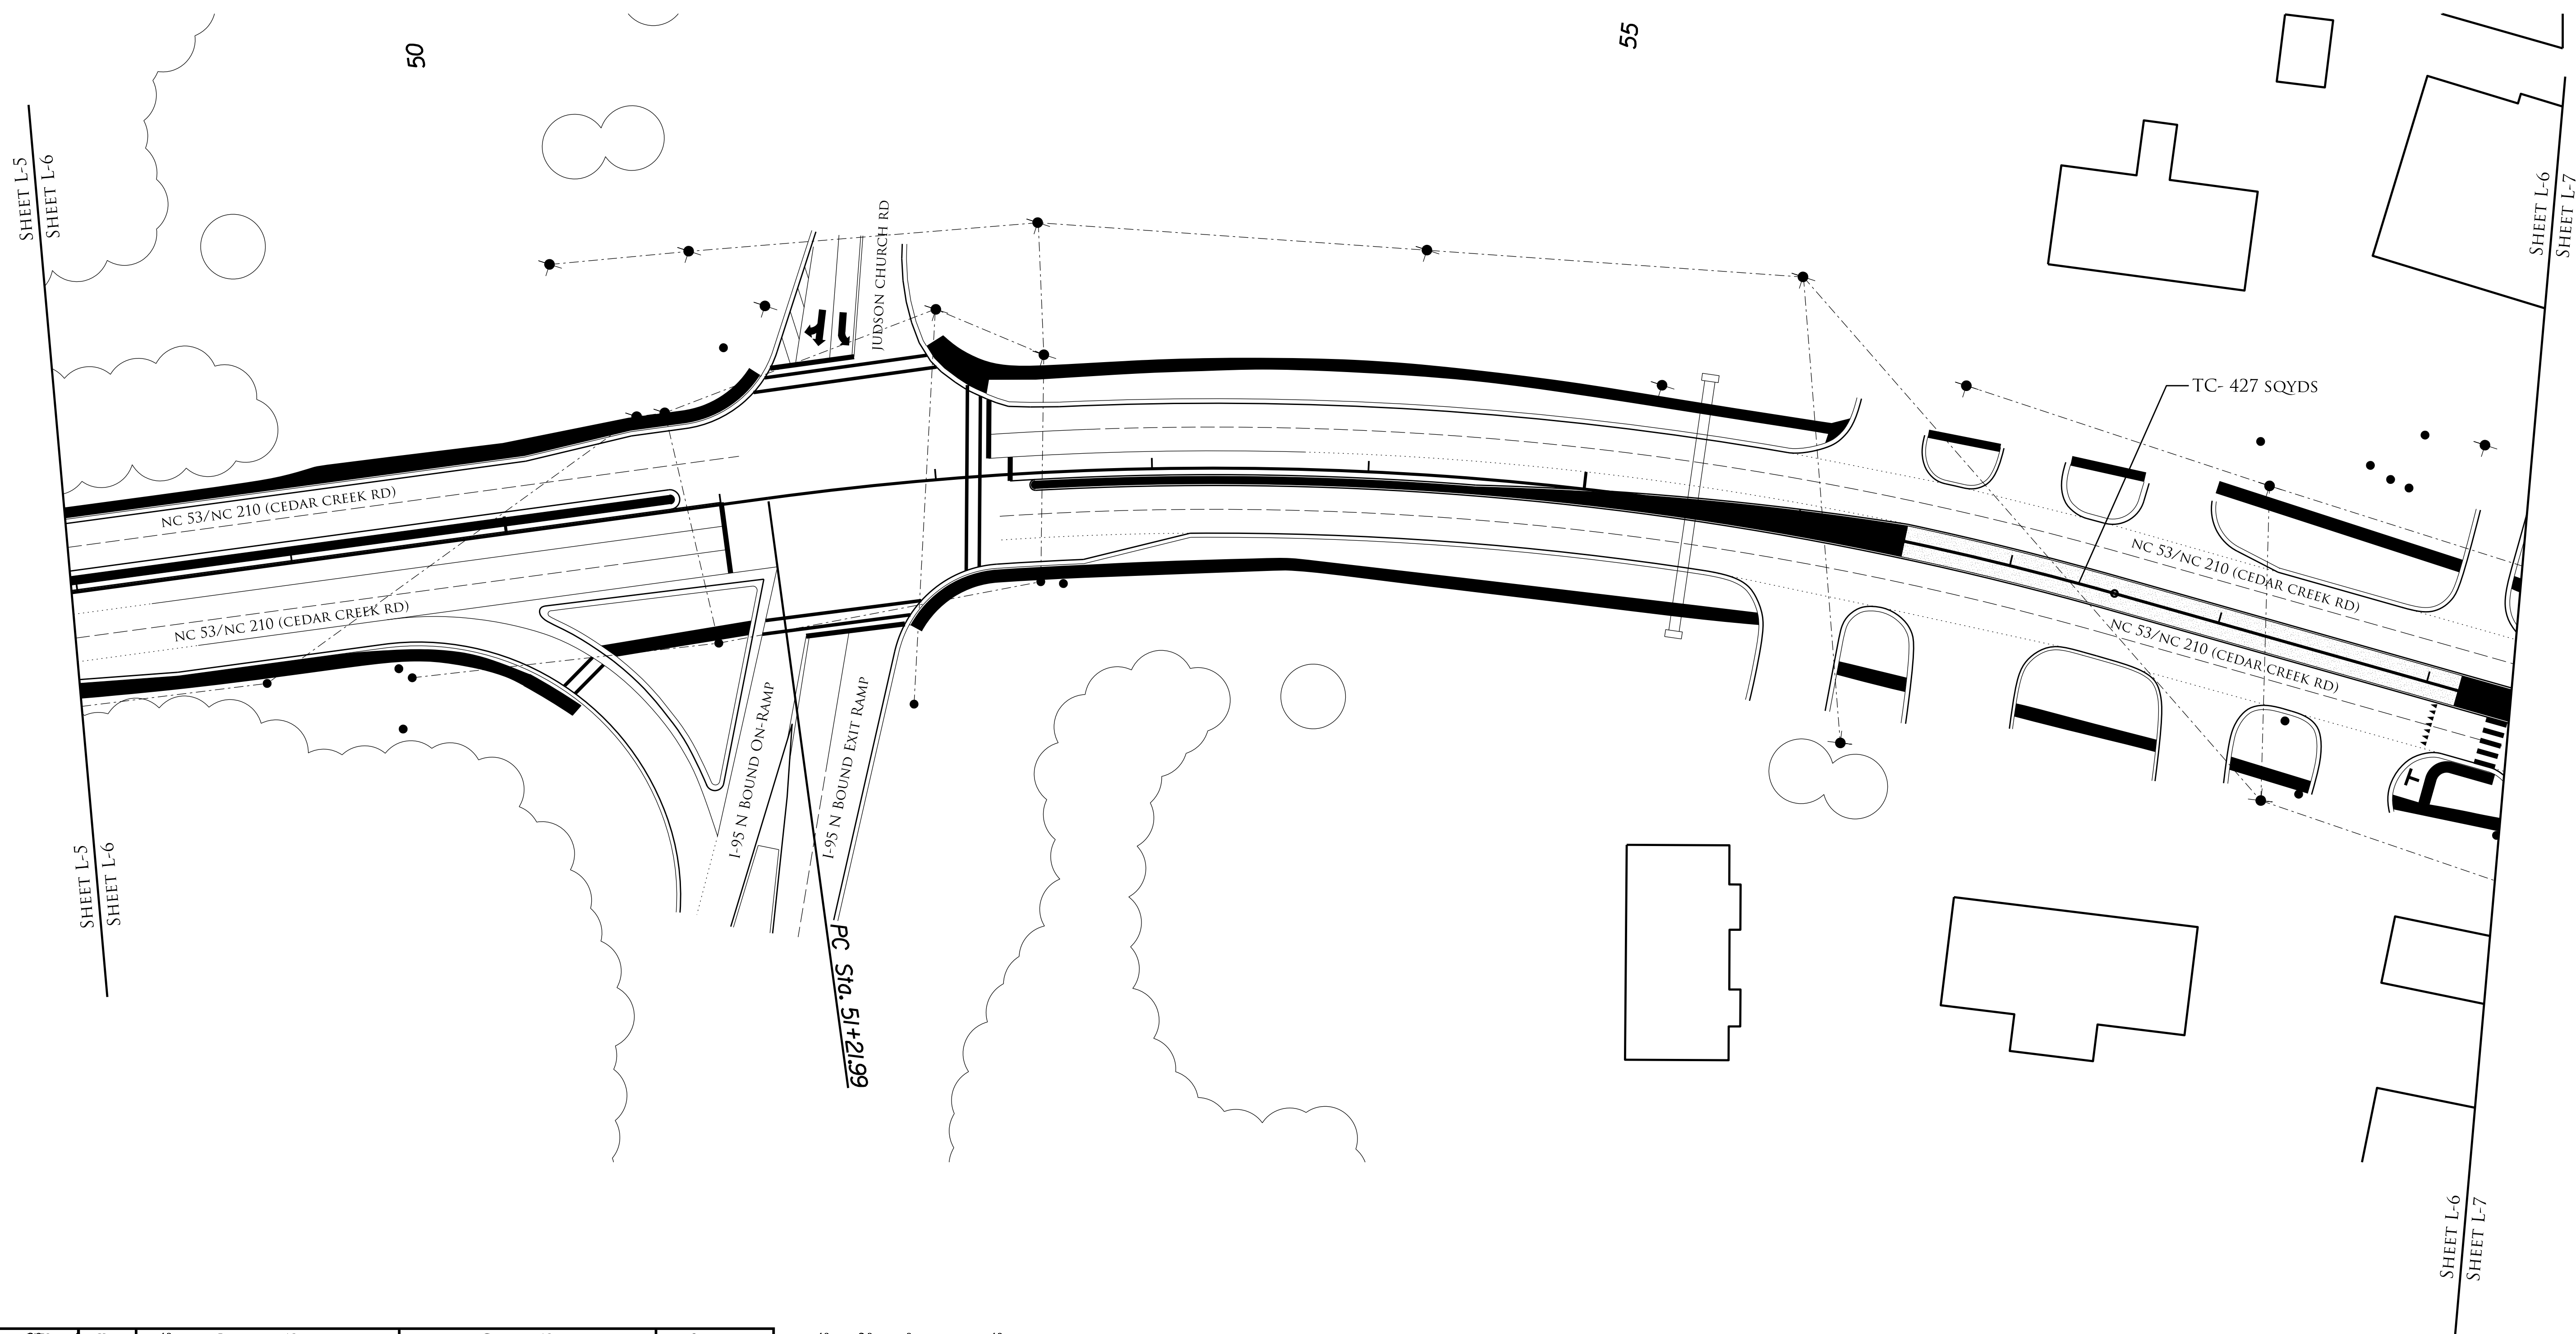 50
55
SHEET L-5
SHEET L-6
SHEET L-6
SHEET L-7
JUDSON CHURCH RD
TC- 427 SQYDS
NC 53/NC 210 (CEDAR CREEK RD)
NC 53/NC 210 (CEDAR CREEK RD)
NC 53/NC 210 (CEDAR CREEK RD)
NC 53/NC 210 (CEDAR CREEK RD)
I-95 N BOUND ON-RAMP
I-95 N BOUND EXIT RAMP
T
SHEET L-5
SHEET L-6
PC Sta. 51+21.99
SHEET L-6
SHEET L-7